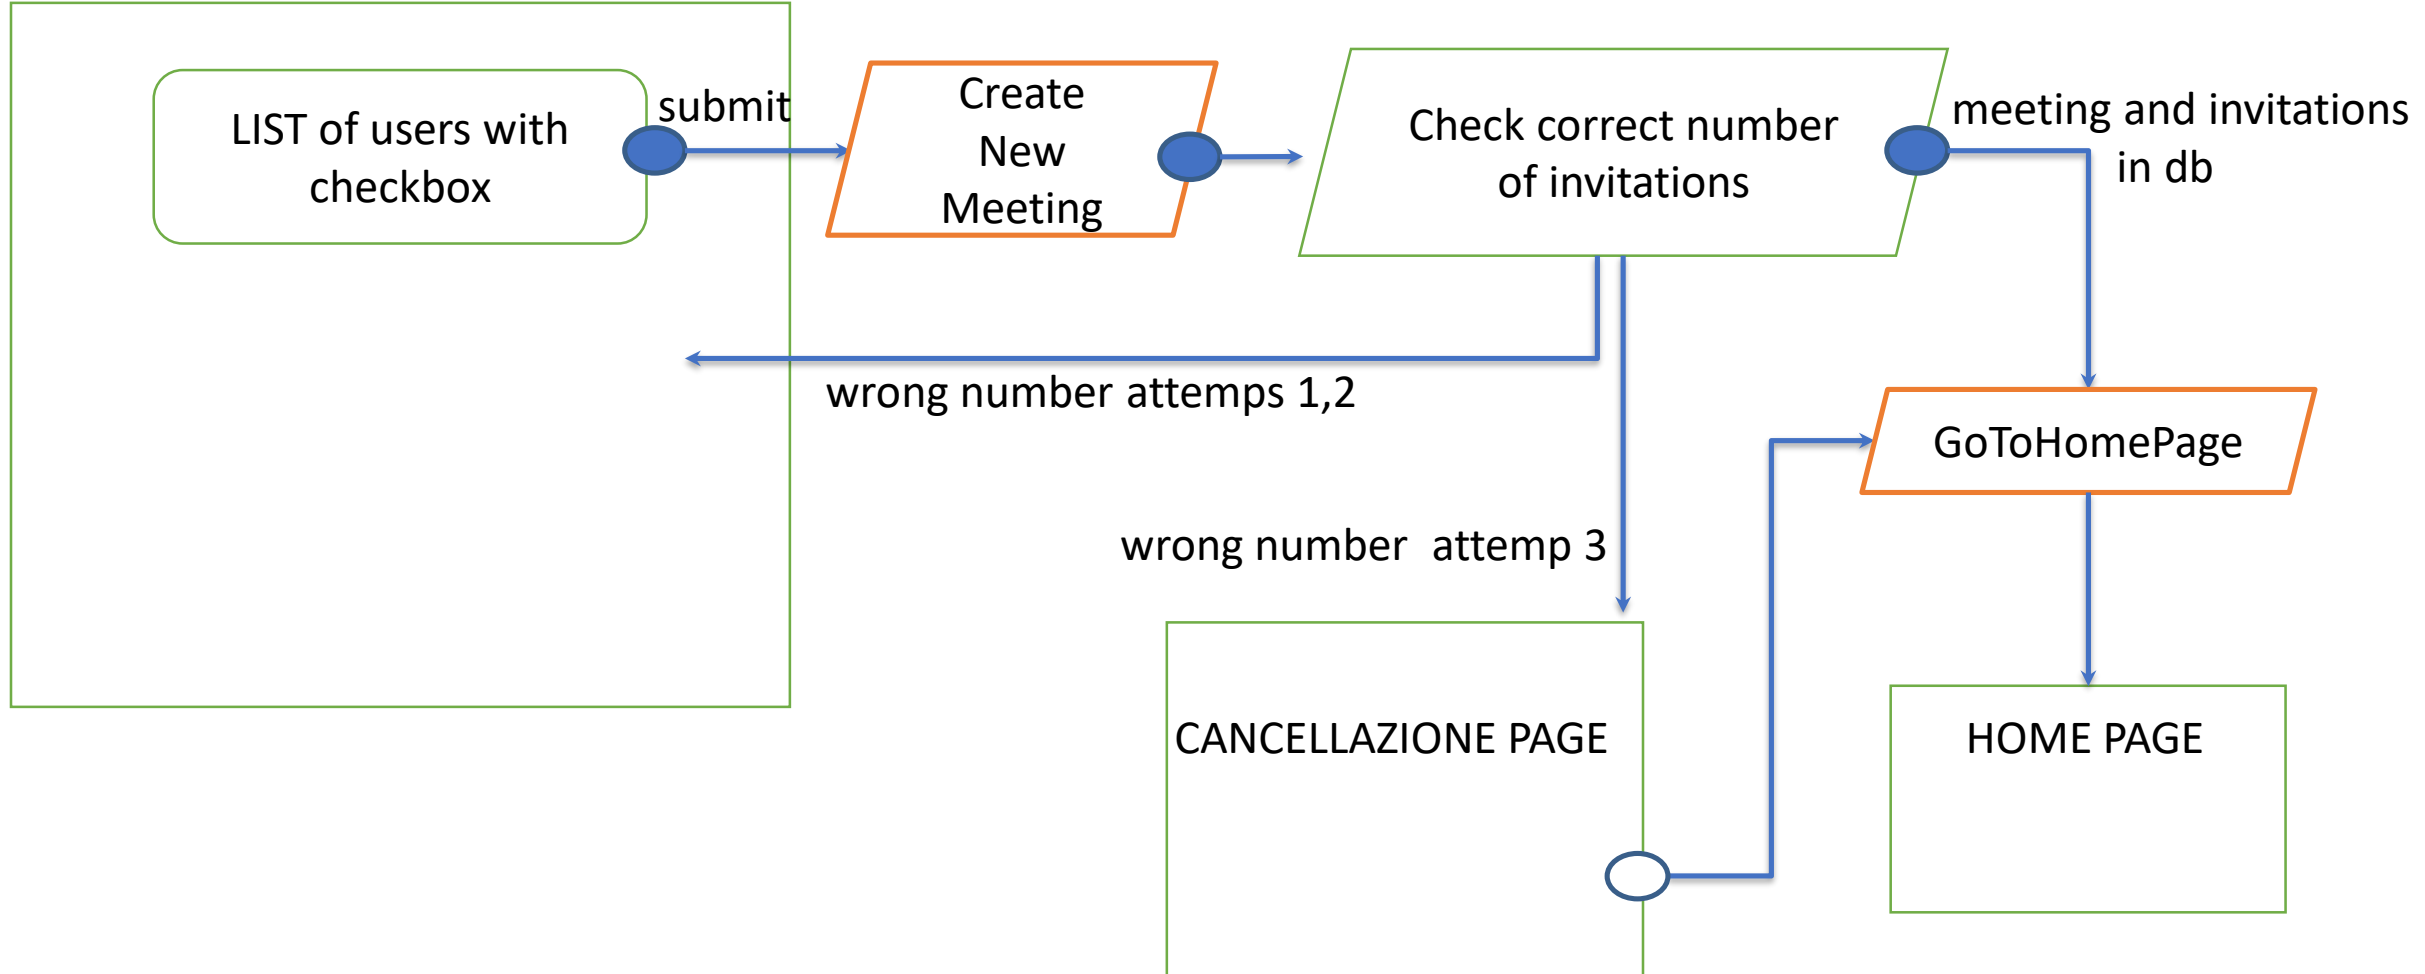 LIST of users with
checkbox
submit
Create
New
Meeting
Check correct number
of invitations
meeting and invitations
in db
wrong number attemps 1,2
GoToHomePage
wrong number  attemp 3
CANCELLAZIONE PAGE
HOME PAGE